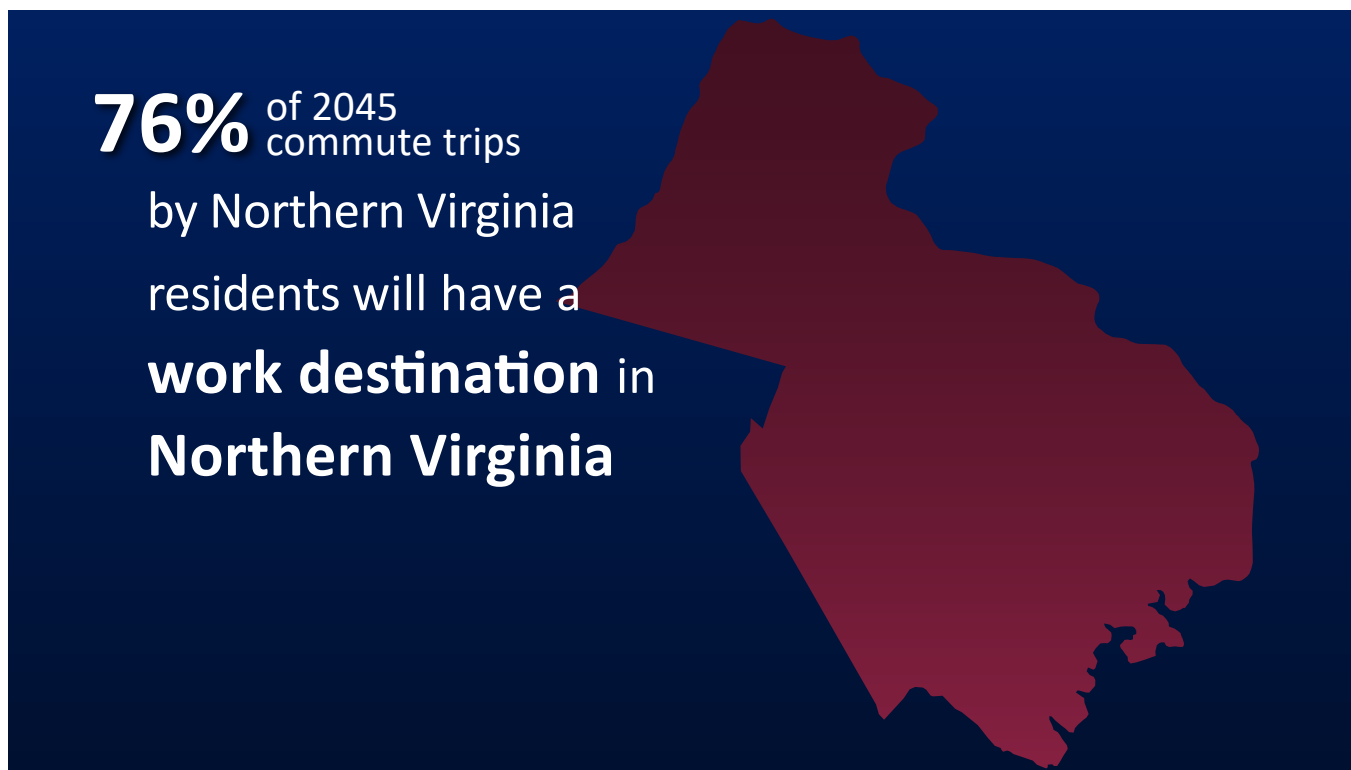 76% of 2045
commute trips
by Northern Virginia
residents will have a
work destination in
Northern Virginia